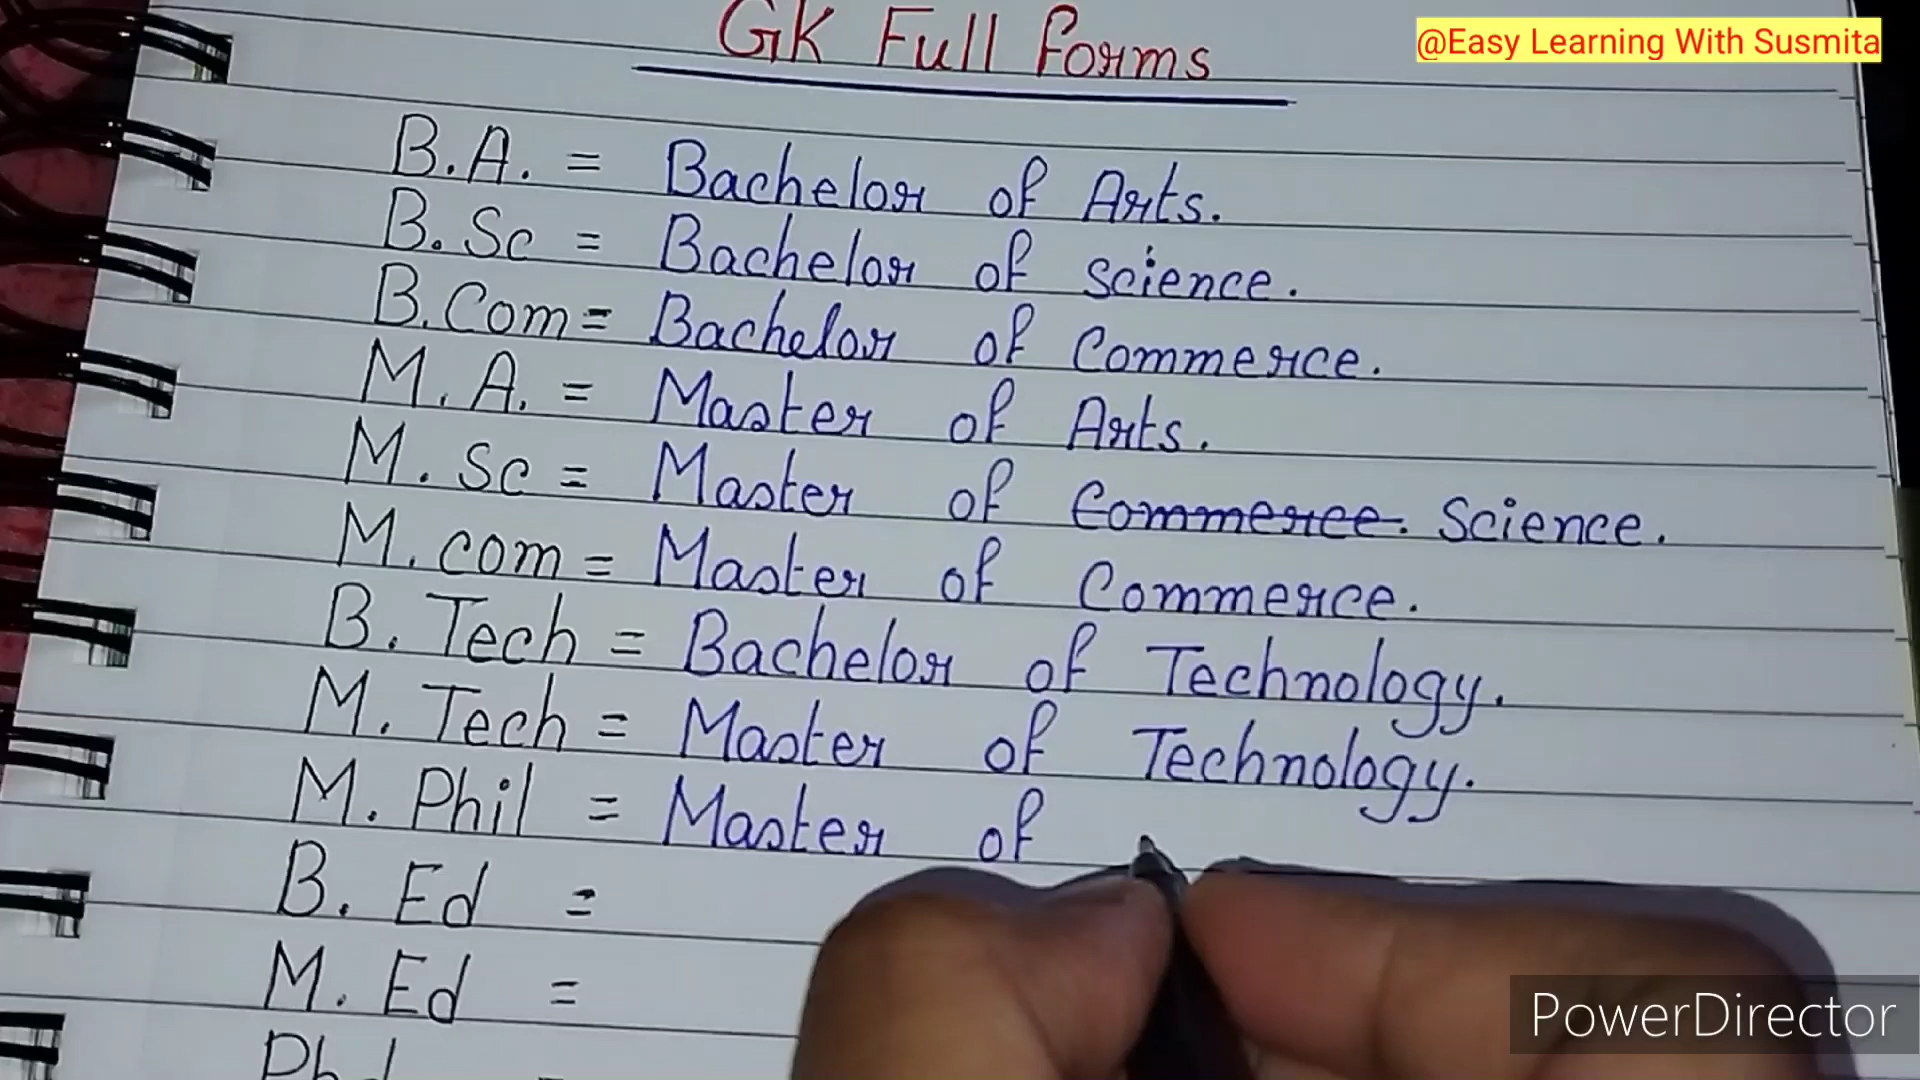 GK Full forms
@Easy Learning With Susmita
B.A. = Bachelor of Arts.
B.Sc = Bachelor of science.
B.Com = Bachelor of Commerce.
M.A. = Master of Arts.
M.Sc = Master of Commerce. Science.
M.com = Master of Commerce.
B.Tech = Bachelor of Technology.
M.Tech = Master of Technology.
M.Phil = Master of
B.Ed =
M.Ed =
Phd =
PowerDirector